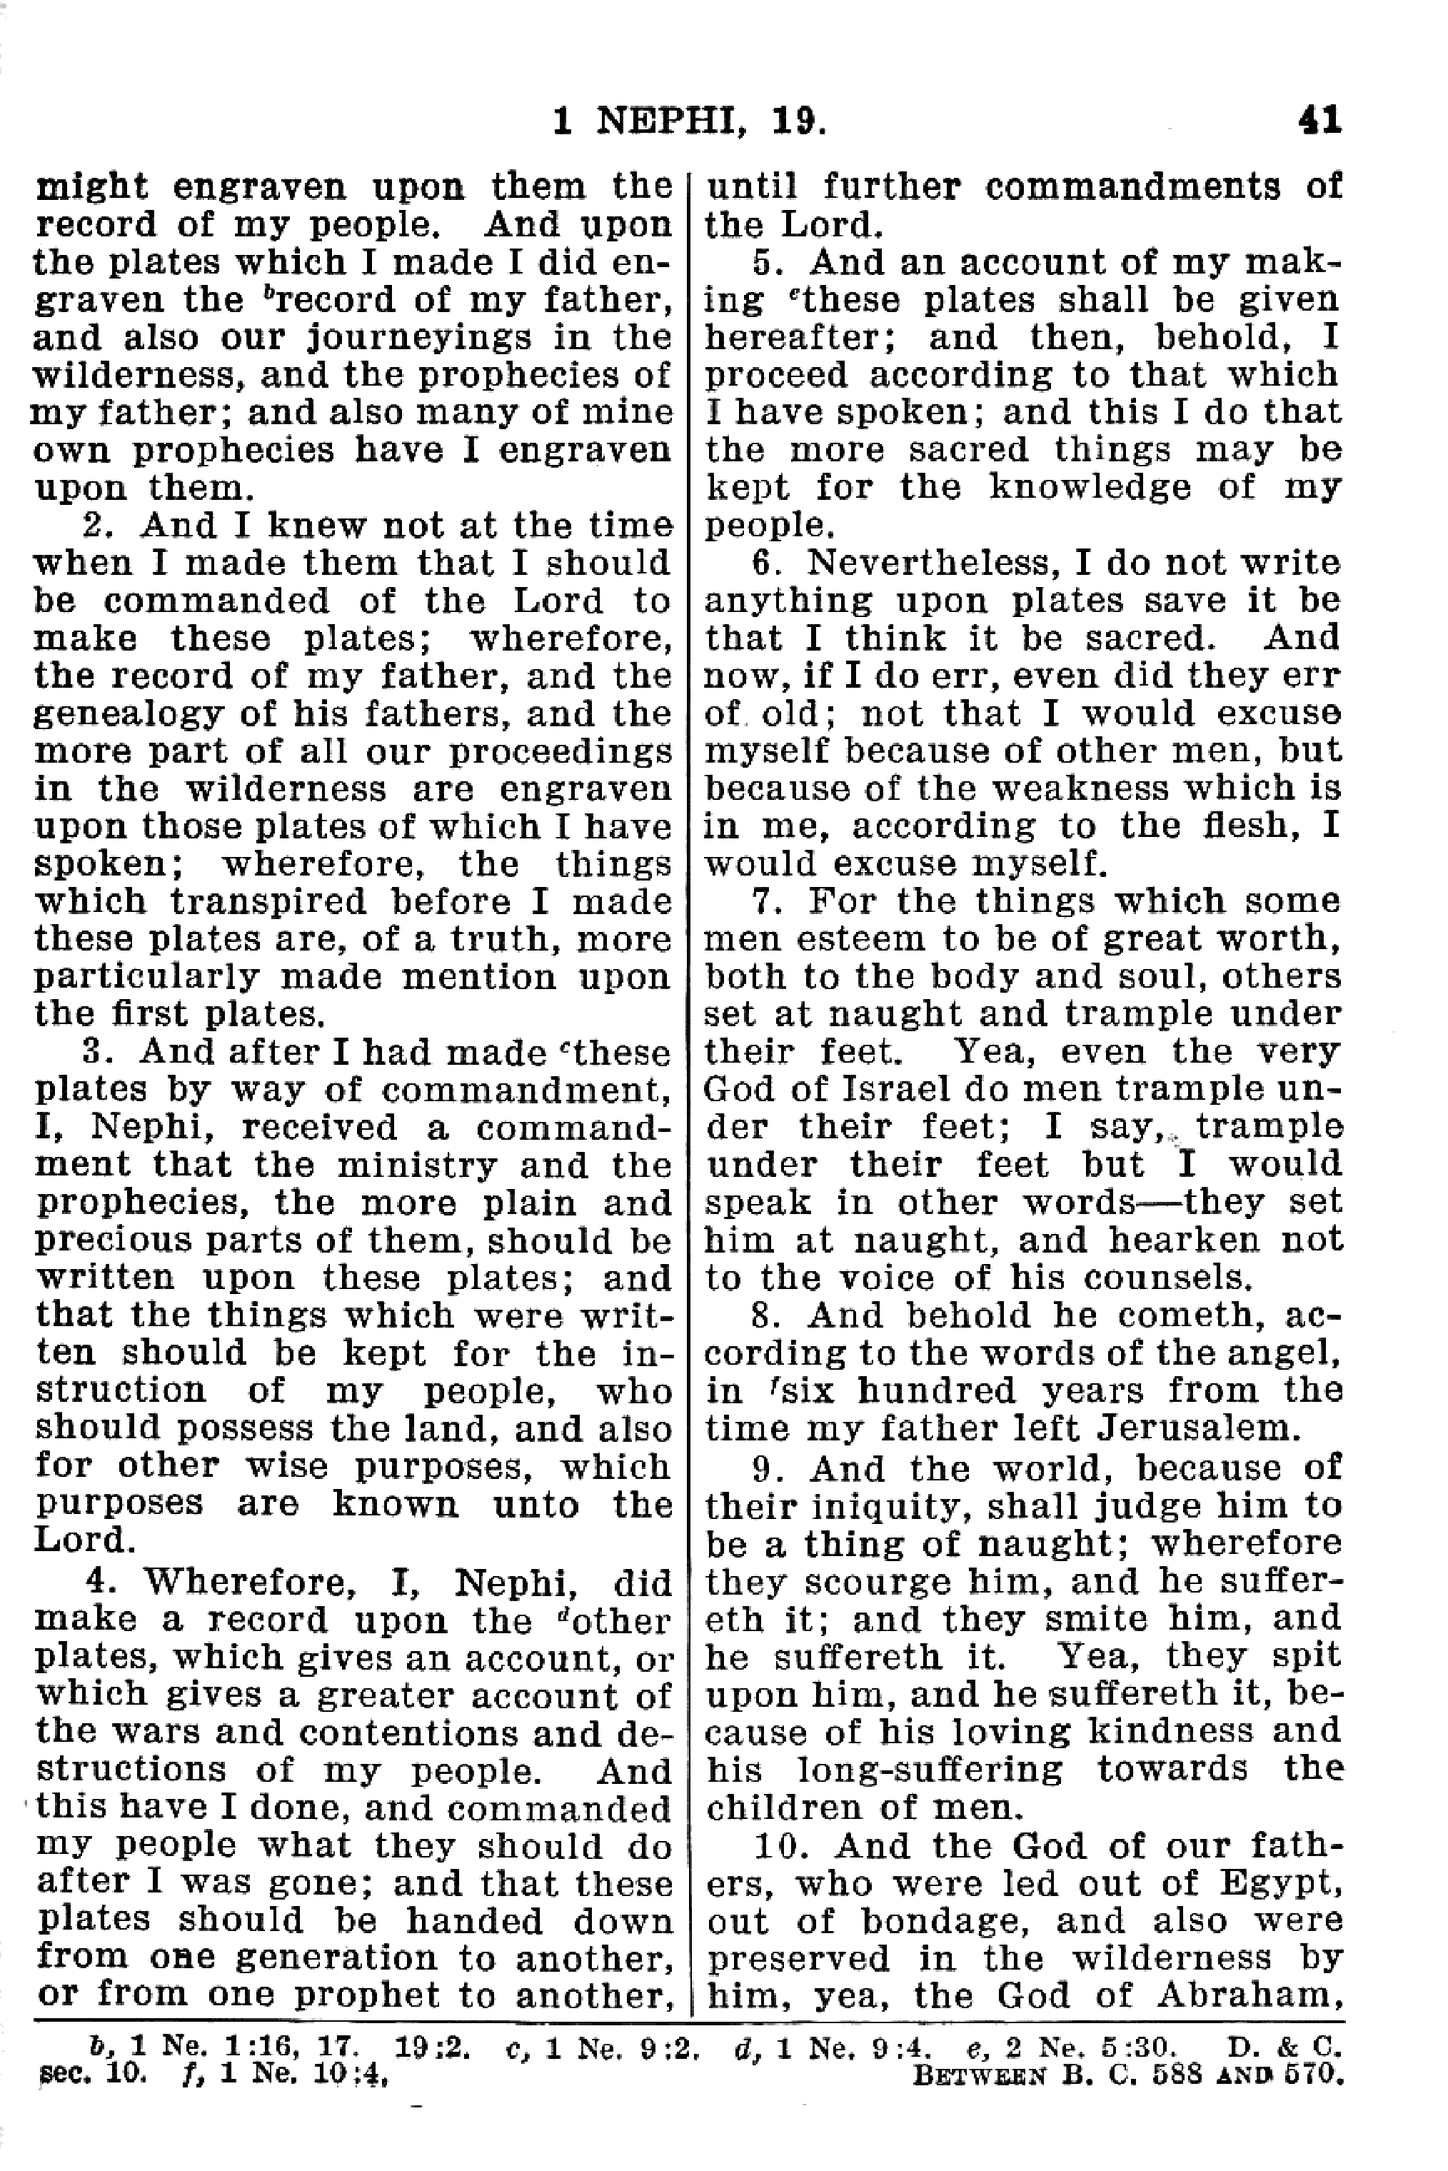 1 NEPHI, 19.
41
might engraven upon them the
record of my people. And upon
the plates which I made I did en-
graven the brecord of my father,
and also our journeyings in the
wilderness, and the prophecies of
my father; and also many of mine
own prophecies have I engraven
upon them.
2. And I knew not at the time
when I made them that I should
be commanded of the Lord to
make these plates; wherefore,
the record of my father, and the
genealogy of his fathers, and the
more part of all our proceedings
in the wilderness are engraven
upon those plates of which I have
spoken; wherefore, the things
which transpired before I made
these plates are, of a truth, more
particularly made mention upon
the first plates.
3. And after I had made cthese
plates by way of commandment,
I, Nephi, received a command-
ment that the ministry and the
prophecies, the more plain and
precious parts of them, should be
written upon these plates; and
that the things which were writ-
ten should be kept for the in-
struction of my people, who
should possess the land, and also
for other wise purposes, which
purposes are known unto the
Lord.
4. Wherefore, I, Nephi, did
make a record upon the dother
plates, which gives an account, or
which gives a greater account of
the wars and contentions and de-
structions of my people. And
this have I done, and commanded
my people what they should do
after I was gone; and that these
plates should be handed down
from one generation to another,
or from one prophet to another,
until further commandments of
the Lord.
5. And an account of my mak-
ing ethese plates shall be given
hereafter; and then, behold, I
proceed according to that which
I have spoken; and this I do that
the more sacred things may be
kept for the knowledge of my
people.
6. Nevertheless, I do not write
anything upon plates save it be
that I think it be sacred. And
now, if I do err, even did they err
of old; not that I would excuse
myself because of other men, but
because of the weakness which is
in me, according to the flesh, I
would excuse myself.
7. For the things which some
men esteem to be of great worth,
both to the body and soul, others
set at naught and trample under
their feet. Yea, even the very
God of Israel do men trample un-
der their feet; I say, trample
under their feet but I would
speak in other words—they set
him at naught, and hearken not
to the voice of his counsels.
8. And behold he cometh, ac-
cording to the words of the angel,
in fsix hundred years from the
time my father left Jerusalem.
9. And the world, because of
their iniquity, shall judge him to
be a thing of naught; wherefore
they scourge him, and he suffer-
eth it; and they smite him, and
he suffereth it. Yea, they spit
upon him, and he suffereth it, be-
cause of his loving kindness and
his long-suffering towards the
children of men.
10. And the God of our fath-
ers, who were led out of Egypt,
out of bondage, and also were
preserved in the wilderness by
him, yea, the God of Abraham,
b, 1 Ne. 1:16, 17. 19:2. c, 1 Ne. 9:2. d, 1 Ne. 9:4. e, 2 Ne. 5:30. D. & C.
sec. 10. f, 1 Ne. 10:4.
BETWEEN B. C. 588 AND 570.